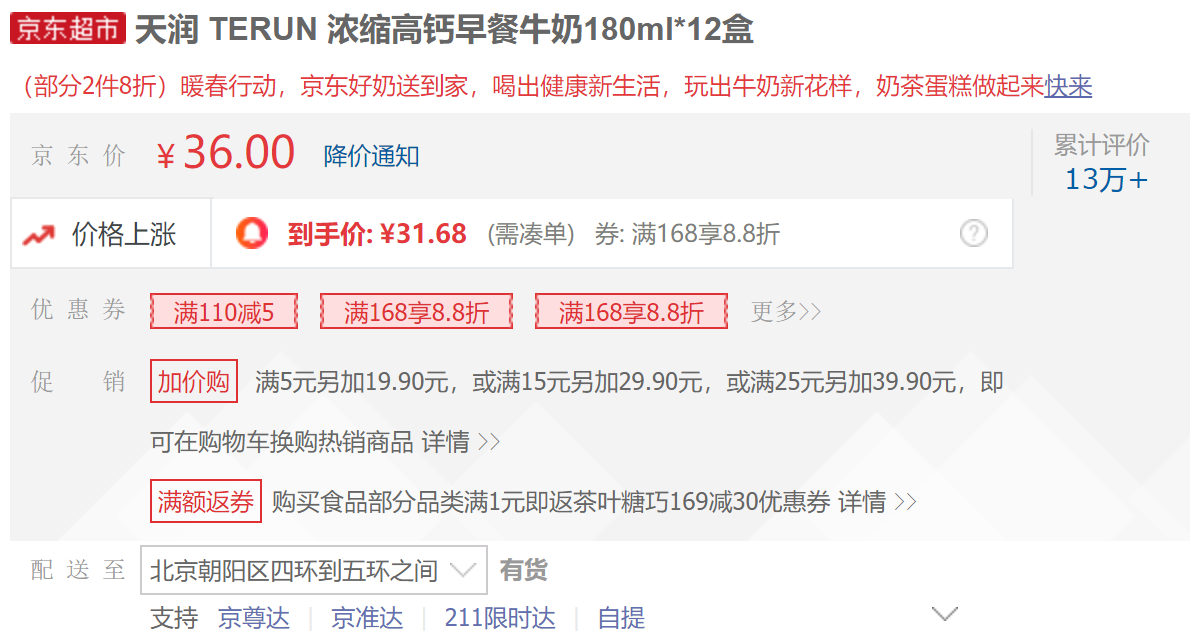 京东超市 天润 TERUN 浓缩高钙早餐牛奶180ml*12盒
（部分2件8折）暖春行动，京东好奶送到家，喝出健康新生活，玩出牛奶新花样，奶茶蛋糕做起来快来
京东价 ￥36.00 降价通知
累计评价
13万+
价格上涨 到手价: ¥31.68 (需凑单) 券: 满168享8.8折 ?
优惠券 满110减5 满168享8.8折 满168享8.8折 更多>>
促销 加价购 满5元另加19.90元，或满15元另加29.90元，或满25元另加39.90元，即
可在购物车换购热销商品 详情 >>
满额返券 购买食品部分品类满1元即返茶叶糖巧169减30优惠券 详情 >>
配送至 北京朝阳区四环到五环之间 有货
支持 京尊达 京准达 211限时达 自提